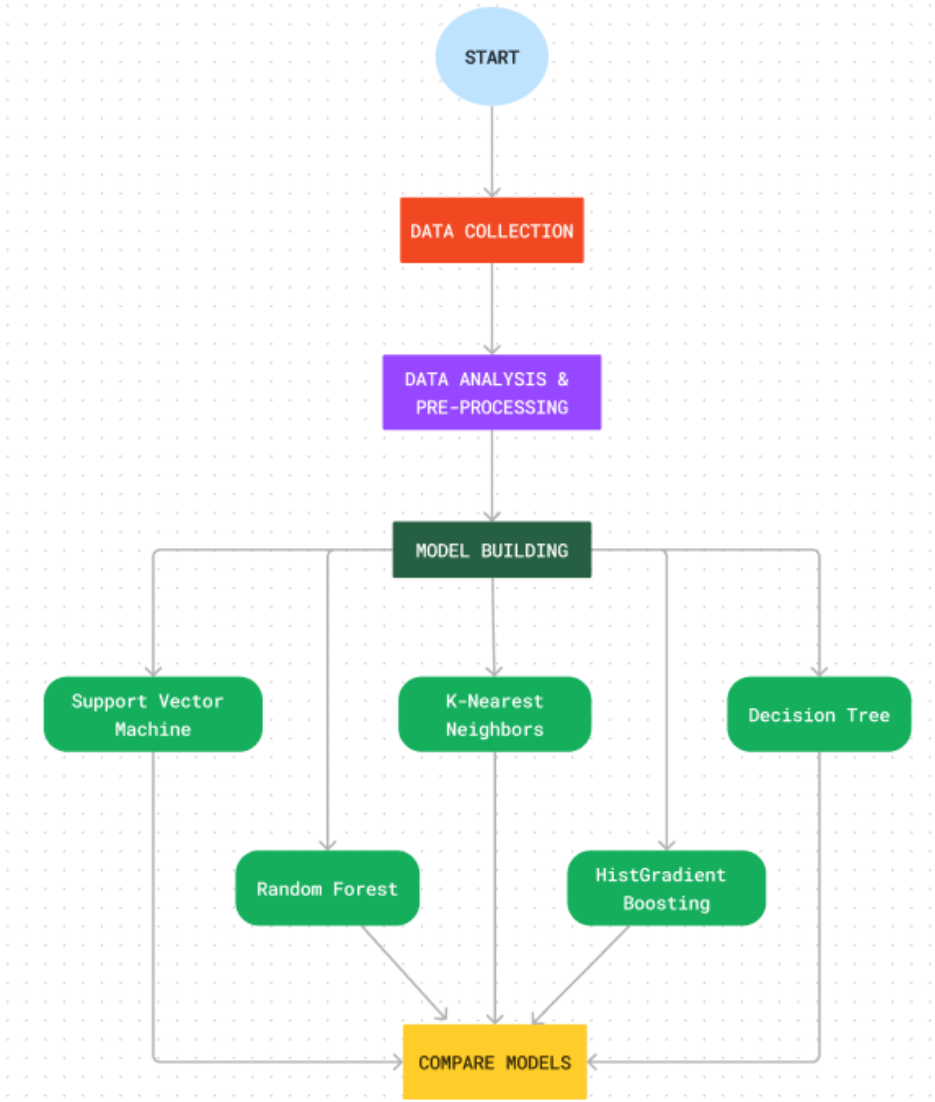 START
DATA COLLECTION
DATA ANALYSIS &
PRE-PROCESSING
MODEL BUILDING
Support Vector
Machine
K-Nearest
Neighbors
Decision Tree
Random Forest
HistGradient
Boosting
COMPARE MODELS